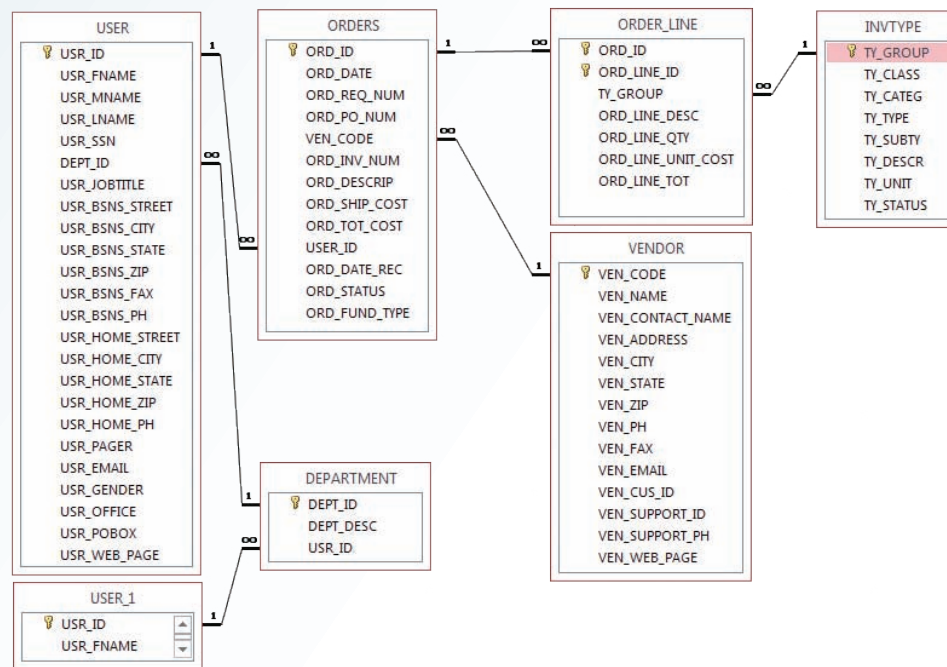 USER
USR_ID
USR_FNAME
USR_MNAME
USR_LNAME
USR_SSN
DEPT_ID
USR_JOBTITLE
USR_BSNS_STREET
USR_BSNS_CITY
USR_BSNS_STATE
USR_BSNS_ZIP
USR_BSNS_FAX
USR_BSNS_PH
USR_HOME_STREET
USR_HOME_CITY
USR_HOME_STATE
USR_HOME_ZIP
USR_HOME_PH
USR_PAGER
USR_EMAIL
USR_GENDER
USR_OFFICE
USR_POBOX
USR_WEB_PAGE
1
∞
1
∞
ORDERS
ORD_ID
ORD_DATE
ORD_REQ_NUM
ORD_PO_NUM
VEN_CODE
ORD_INV_NUM
ORD_DESCRIP
ORD_SHIP_COST
ORD_TOT_COST
USER_ID
ORD_DATE_REC
ORD_STATUS
ORD_FUND_TYPE
1
∞
∞
1
ORDER_LINE
ORD_ID
ORD_LINE_ID
TY_GROUP
ORD_LINE_DESC
ORD_LINE_QTY
ORD_LINE_UNIT_COST
ORD_LINE_TOT
1
∞
INVTYPE
TY_GROUP
TY_CLASS
TY_CATEG
TY_TYPE
TY_SUBTY
TY_DESCR
TY_UNIT
TY_STATUS
VENDOR
VEN_CODE
VEN_NAME
VEN_CONTACT_NAME
VEN_ADDRESS
VEN_CITY
VEN_STATE
VEN_ZIP
VEN_PH
VEN_FAX
VEN_EMAIL
VEN_CUS_ID
VEN_SUPPORT_ID
VEN_SUPPORT_PH
VEN_WEB_PAGE
DEPARTMENT
DEPT_ID
DEPT_DESC
USR_ID
∞
1
USER_1
USR_ID
USR_FNAME